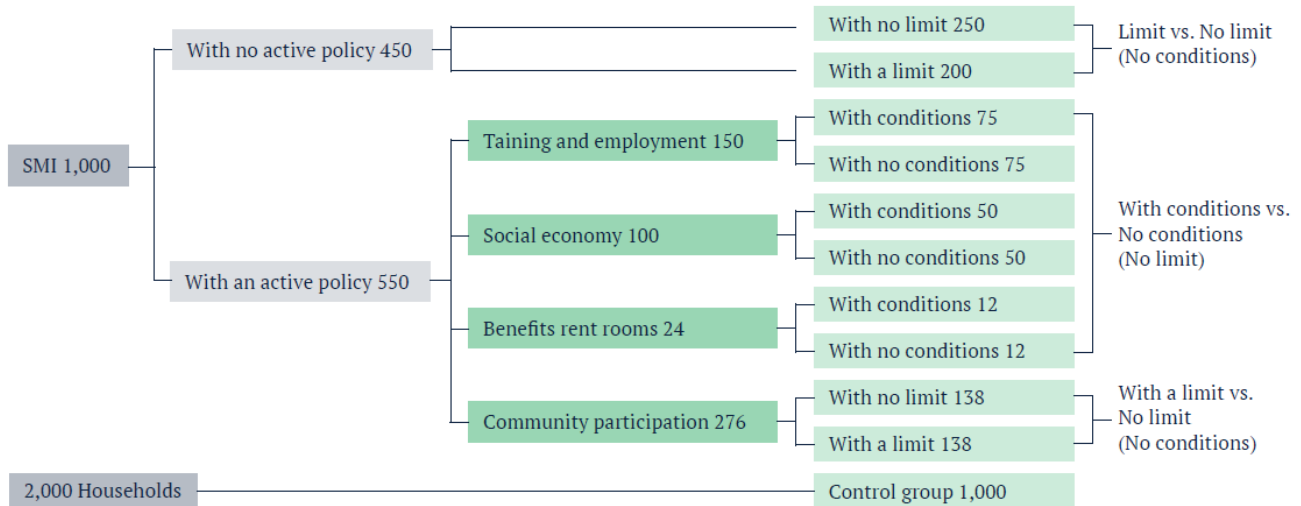 SMI 1,000
With no active policy 450
With no limit 250
With a limit 200
Limit vs. No limit
(No conditions)
With an active policy 550
Taining and employment 150
With conditions 75
With no conditions 75
Social economy 100
With conditions 50
With no conditions 50
Benefits rent rooms 24
With conditions 12
With no conditions 12
With conditions vs.
No conditions
(No limit)
Community participation 276
With no limit 138
With a limit 138
With a limit vs.
No limit
(No conditions)
2,000 Households
Control group 1,000